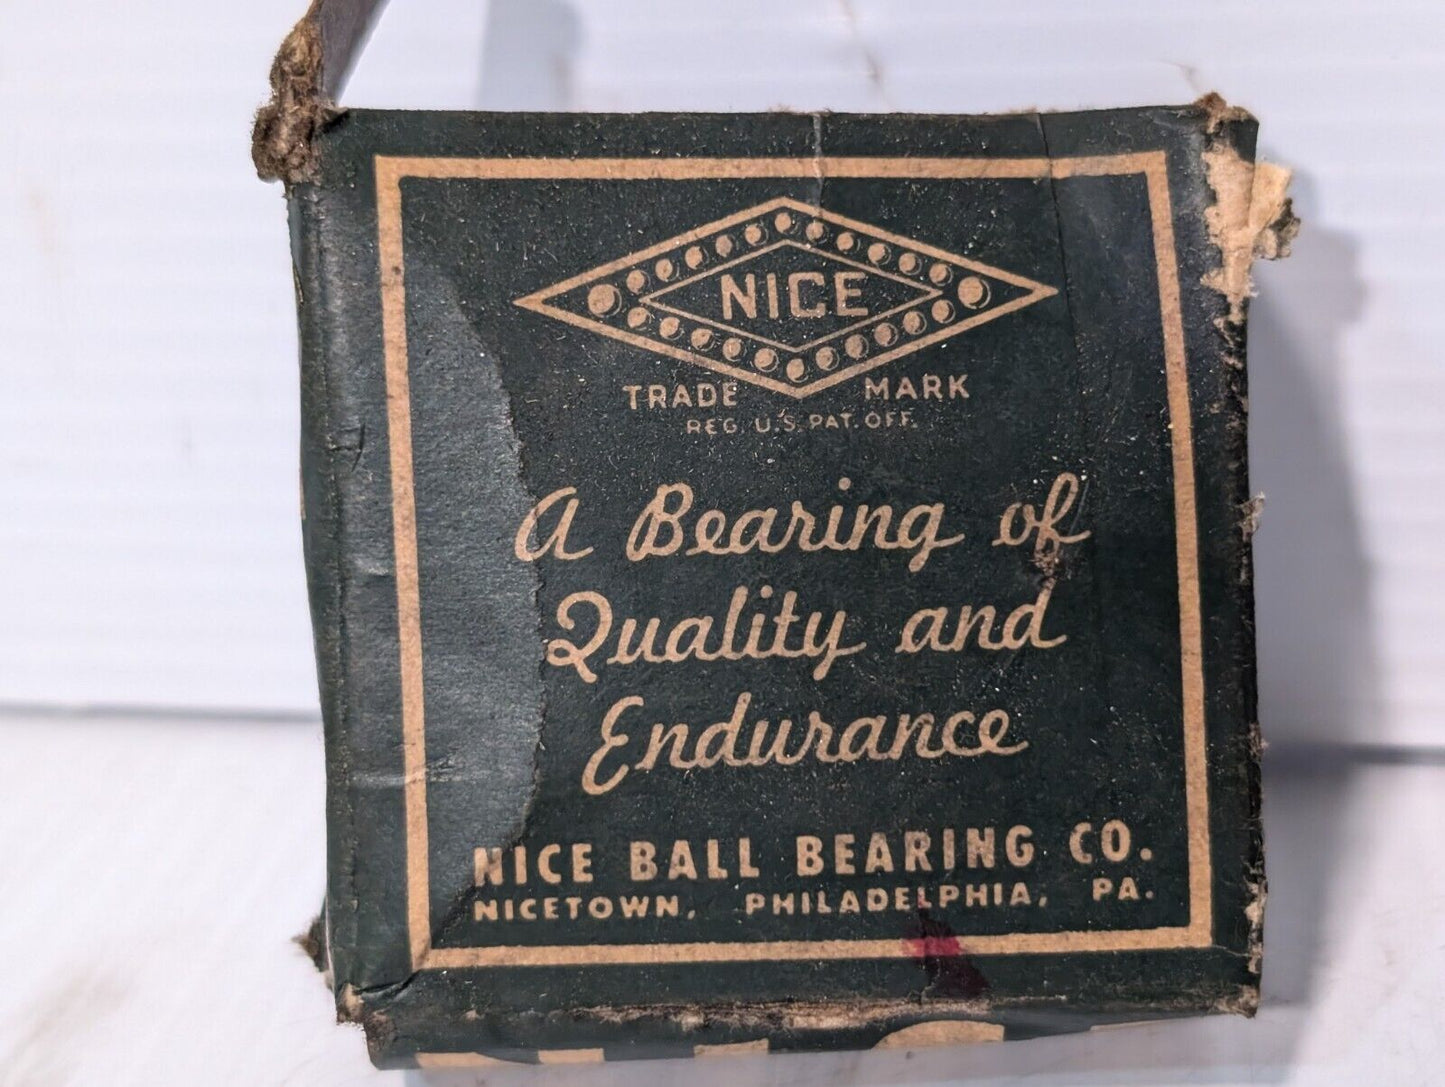 NICE
TRADE MARK
REG. U.S. PAT. OFF.
A Bearing of
Quality and
Endurance
NICE BALL BEARING CO.
NICETOWN, PHILADELPHIA, PA.